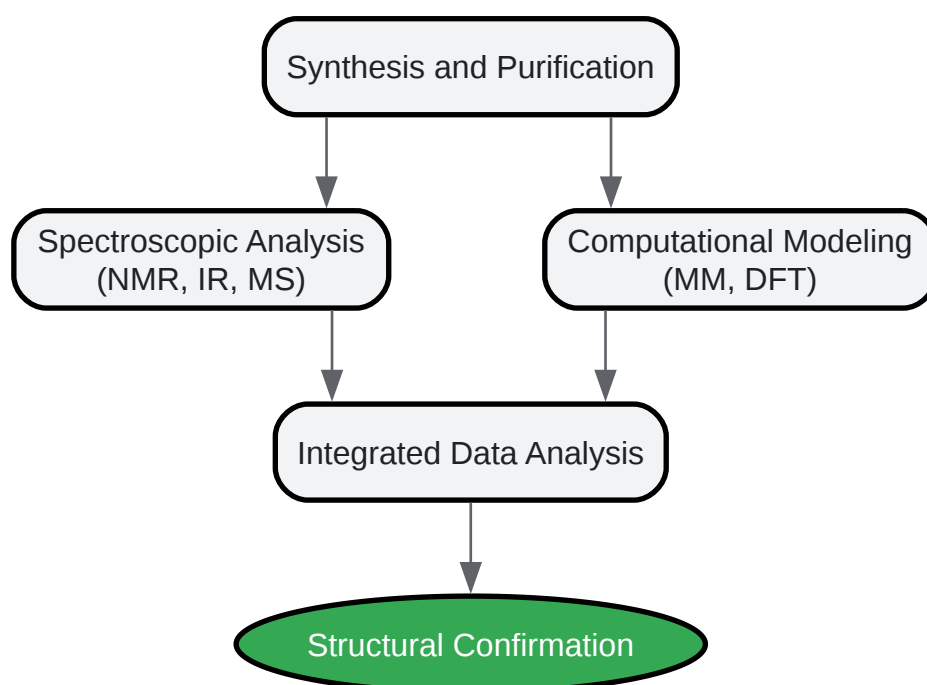 Synthesis and Purification
Spectroscopic Analysis
(NMR, IR, MS)
Computational Modeling
(MM, DFT)
Integrated Data Analysis
Structural Confirmation